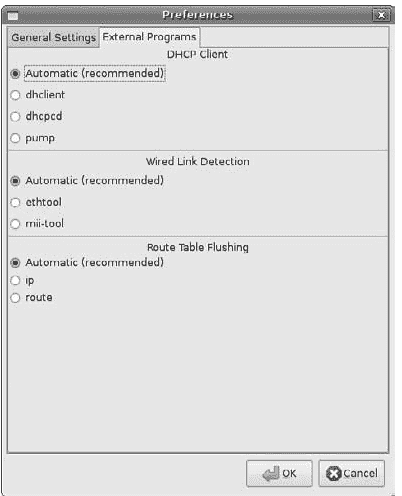 Preferences
General Settings External Programs
DHCP Client
Automatic (recommended)
dhclient
dhcpcd
pump
Wired Link Detection
Automatic (recommended)
ethtool
mii-tool
Route Table Flushing
Automatic (recommended)
ip
route
OK Cancel